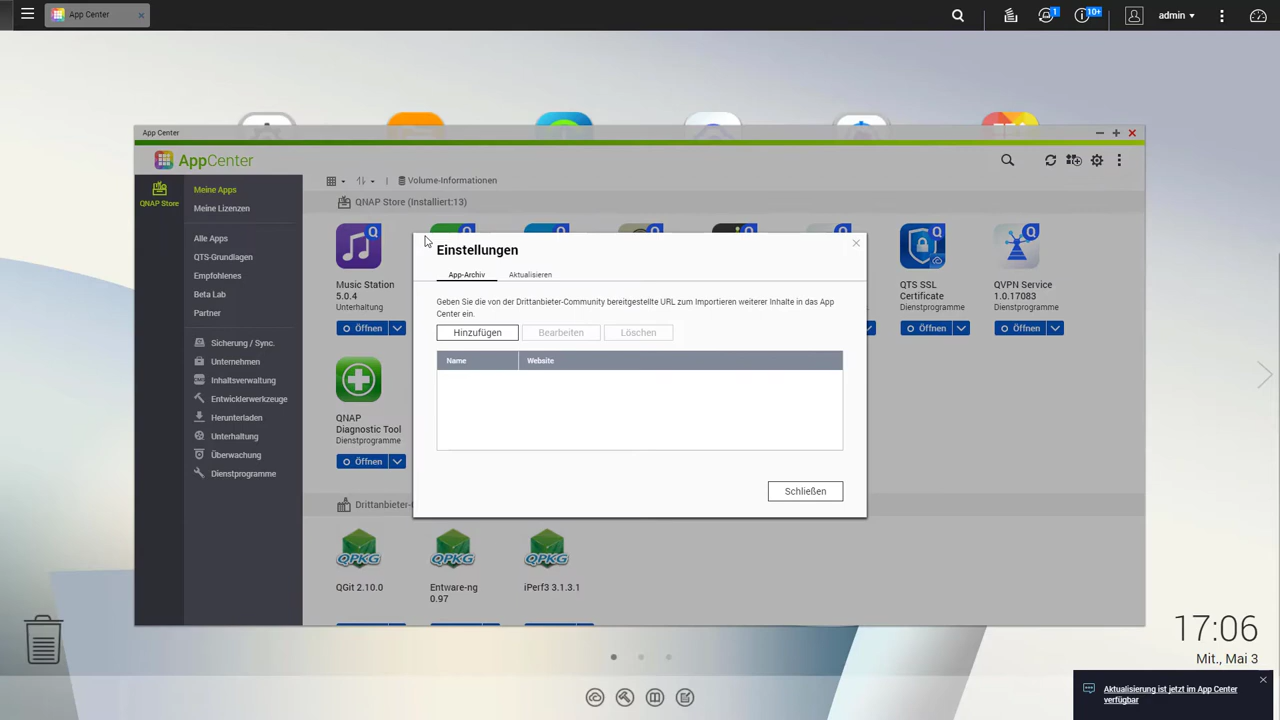 App Center
1
10+
admin
App Center
AppCenter
QNAP Store
Meine Apps
Meine Lizenzen
Alle Apps
QTS-Grundlagen
Empfohlenes
Beta Lab
Partner
Sicherung / Sync.
Unternehmen
Inhaltsverwaltung
Entwicklerwerkzeuge
Herunterladen
Unterhaltung
Überwachung
Dienstprogramme
Volume-Informationen
QNAP Store (Installiert:13)
Music Station
5.0.4
Unterhaltung
Öffnen
QTS SSL
Certificate
Dienstprogramme
Öffnen
QVPN Service
1.0.17083
Dienstprogramme
Öffnen
QNAP
Diagnostic Tool
Dienstprogramme
Öffnen
Einstellungen
App-Archiv
Aktualisieren
Geben Sie die von der Drittanbieter-Community bereitgestellte URL zum Importieren weiterer Inhalte in das App
Center ein.
Hinzufügen
Bearbeiten
Löschen
Name
Website
Schließen
QPKG
QGit 2.10.0
QPKG
Entware-ng
0.97
QPKG
iPerf3 3.1.3.1
17:06
Mit., Mai 3
Aktualisierung ist jetzt im App Center
verfügbar